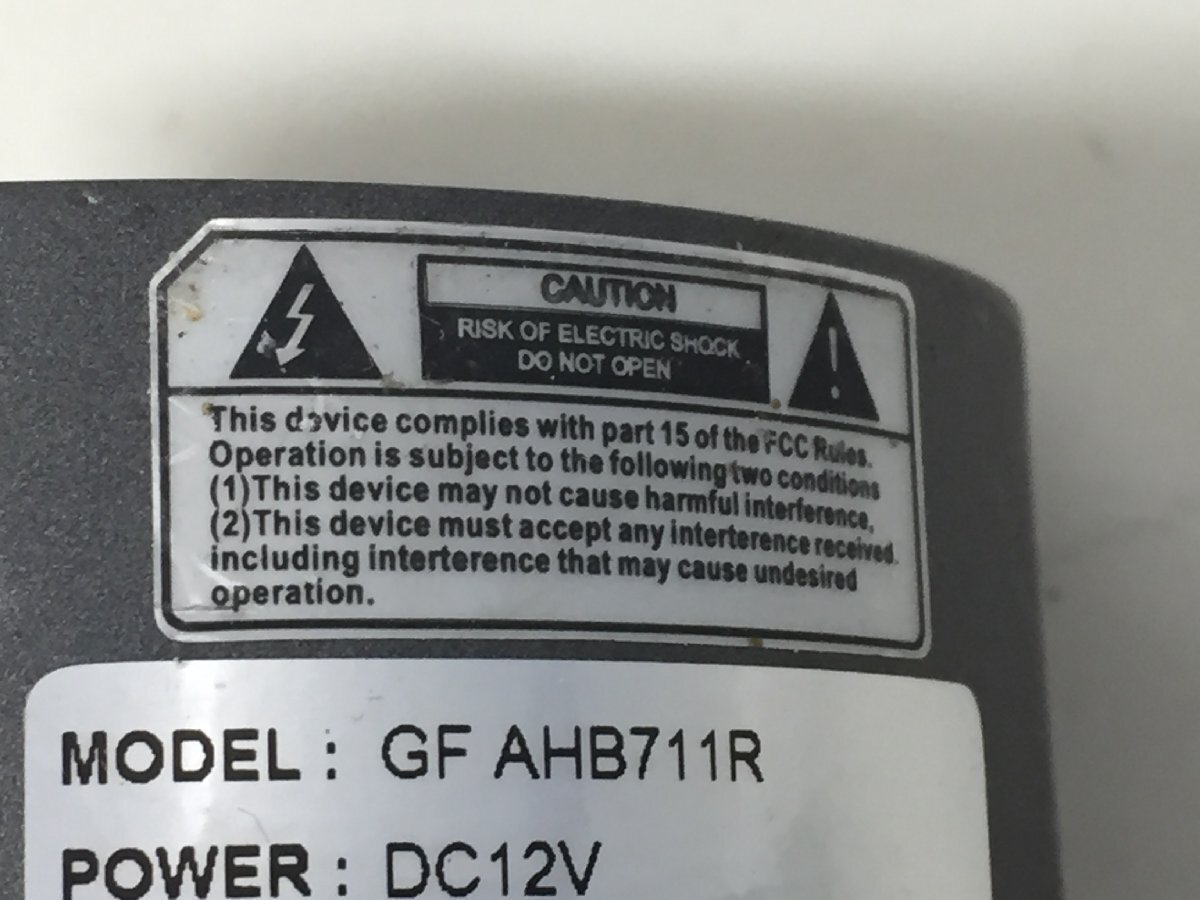 CAUTION
RISK OF ELECTRIC SHOCK
DO NOT OPEN
!
This device complies with part 15 of the FCC Rules.
Operation is subject to the following two conditions
(1)This device may not cause harmful interference,
(2)This device must accept any interterence received.
including interterence that may cause undesired
operation.
MODEL : GF AHB711R
POWER : DC12V